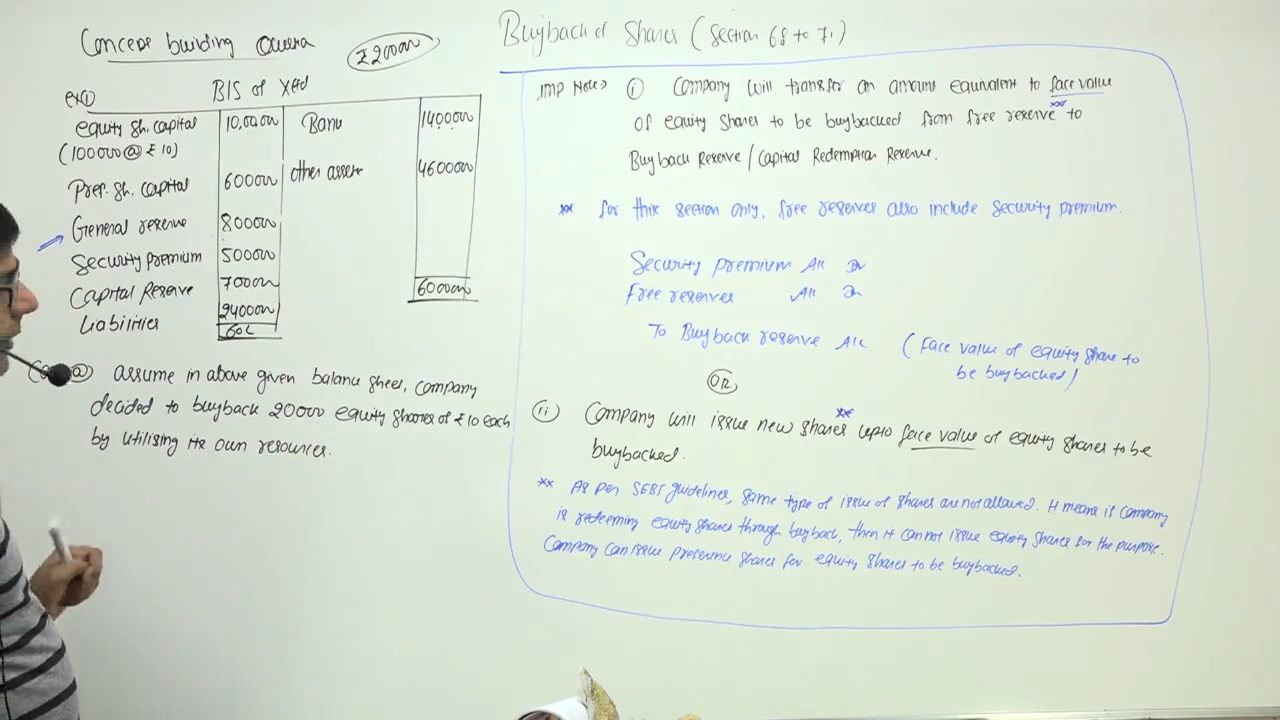 Concept building Ouera
₹20000
Buyback of Shares (Section 68 to 71)
ex①
B/S of X Ltd
equity sh. capital 10,00,000 Bank 1400,000
(100000 @ ₹10)
Pref. sh. capital 600000 other assets 4600000
General reserve 800000
Security premium 500000
Capital Reserve 700000 6000000
Liabilities 2400000
assume in above given balance sheet, company
decided to buyback 20000 equity shares of ₹10 each
by utilising its own resources.
IMP Notes ① Company will transfer an amount equivalent to face value
of equity shares to be buybacked from free reserve ** to
Buyback Reserve/Capital Redemption Reserve.
** For this section only, free reserves also include security premium.
Security premium A/c Dr
Free reserves A/c Dr
To Buyback reserve A/c (Face value of equity share to
be buybacked)
OR
(ii) Company will issue new shares ** upto face value of equity shares to be
buybacked.
** As per SEBI guidelines, same type of issue of shares are not allowed. It means if company
is redeeming equity shares through buyback, then it cannot issue equity shares for the purpose.
Company can issue preference shares for equity shares to be buybacked.